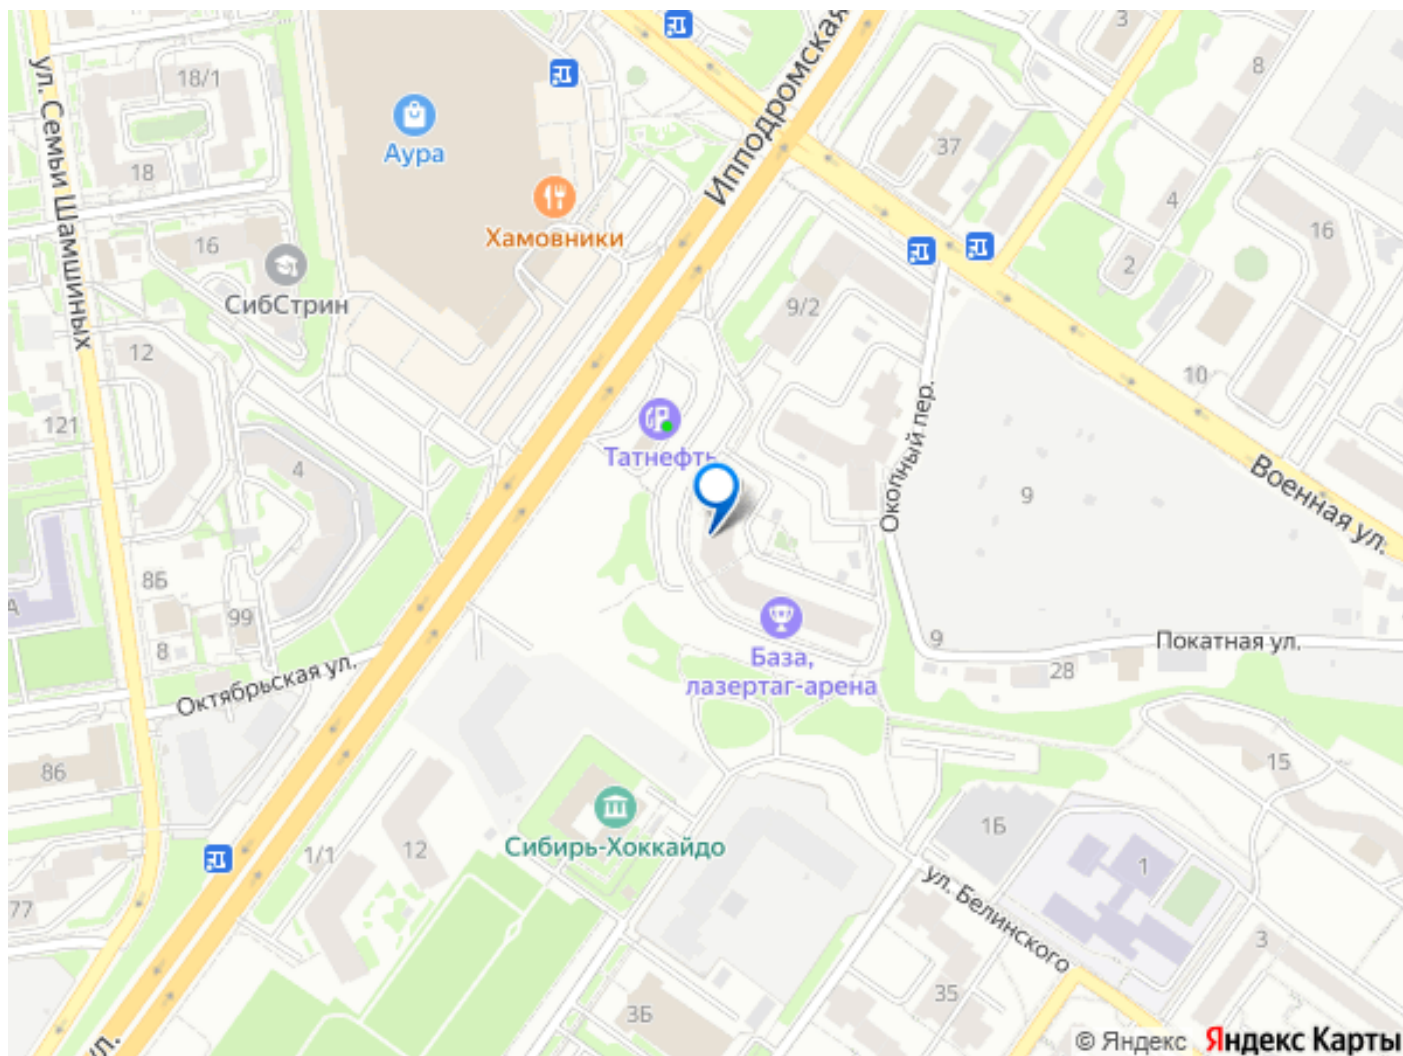 3
8
ул. Семьи Шамшиных
18/1
Ипподромская
Аура
37
18
4
Хамовники
16
16
2
СибСтрин
9/2
12
10
121
Окопный пер.
Татнефть
4
9
Военная ул.
8Б
99
А
9
Покатная ул.
8
База,
лазертаг-арена
28
Октябрьская ул.
86
15
1Б
Сибирь-Хоккайдо
1/1
12
1
ул. Белинского
77
3
35
3Б
ул.
© Яндекс
Яндекс Карты